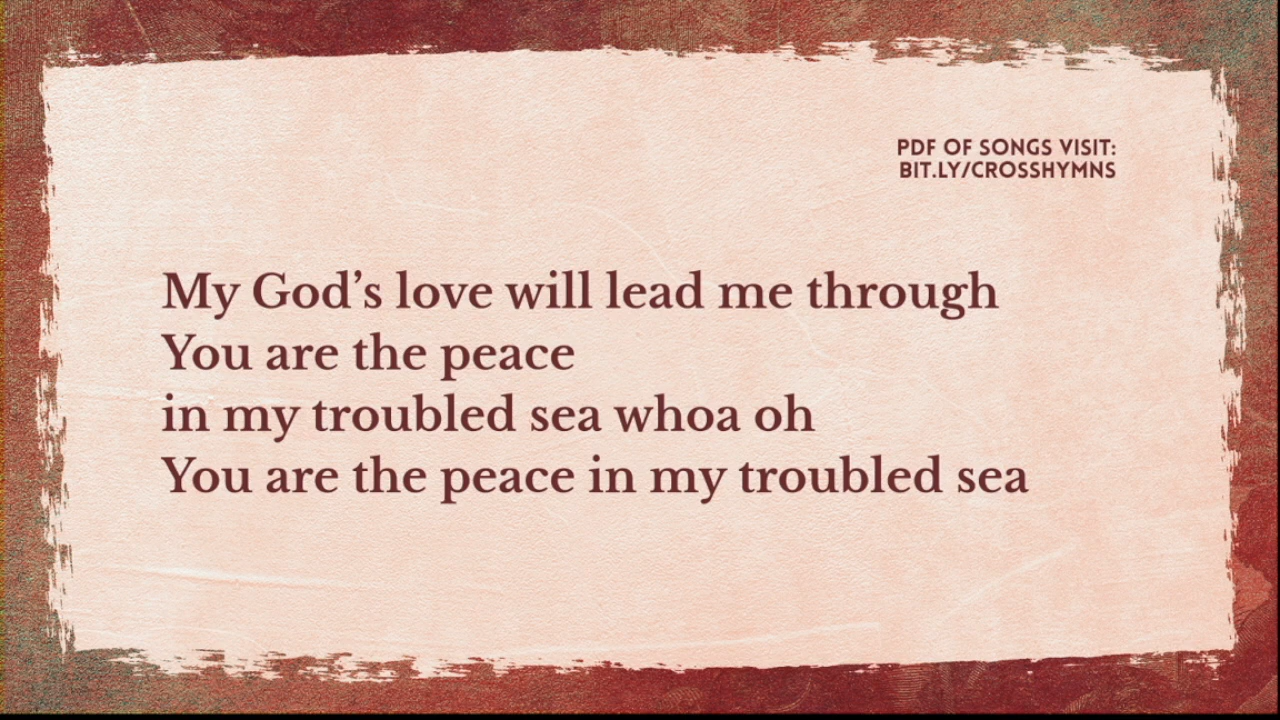 PDF OF SONGS VISIT:
BIT.LY/CROSSHYMNS
My God’s love will lead me through
You are the peace
in my troubled sea whoa oh
You are the peace in my troubled sea